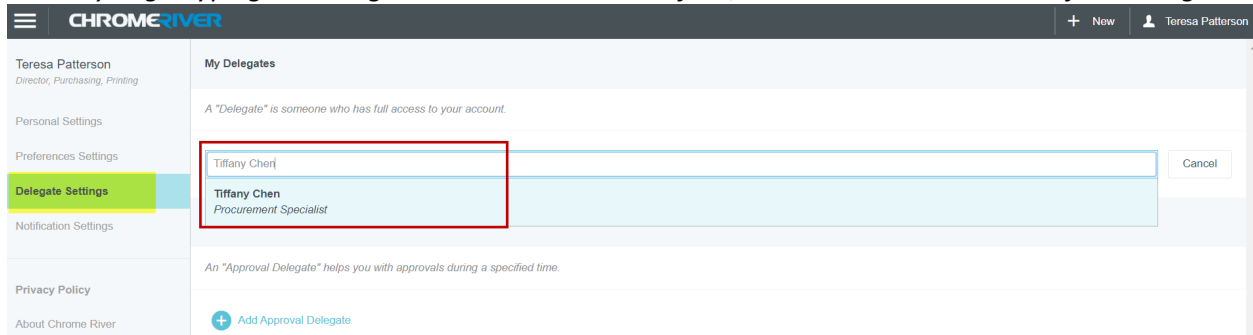 CHROMERIVER
+ New
Teresa Patterson
Teresa Patterson
Director, Purchasing, Printing
Personal Settings
Preferences Settings
Delegate Settings
Notification Settings
Privacy Policy
About Chrome River
My Delegates
A "Delegate" is someone who has full access to your account.
Tiffany Chen
Cancel
Tiffany Chen
Procurement Specialist
An "Approval Delegate" helps you with approvals during a specified time.
Add Approval Delegate